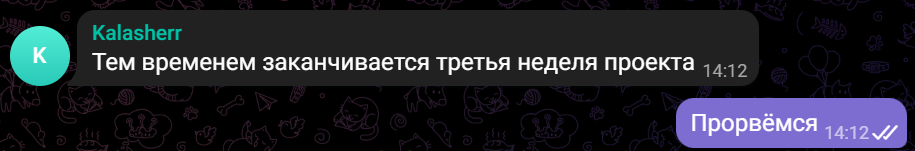 K
Kalasherr
Тем временем заканчивается третья неделя проекта 14:12
Прорвёмся 14:12